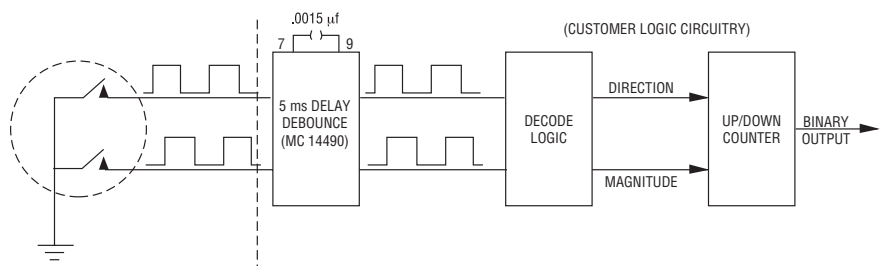 .0015 μf
7
9
(CUSTOMER LOGIC CIRCUITRY)
5 ms DELAY
DEBOUNCE
(MC 14490)
DECODE
LOGIC
DIRECTION
MAGNITUDE
UP/DOWN
COUNTER
BINARY
OUTPUT